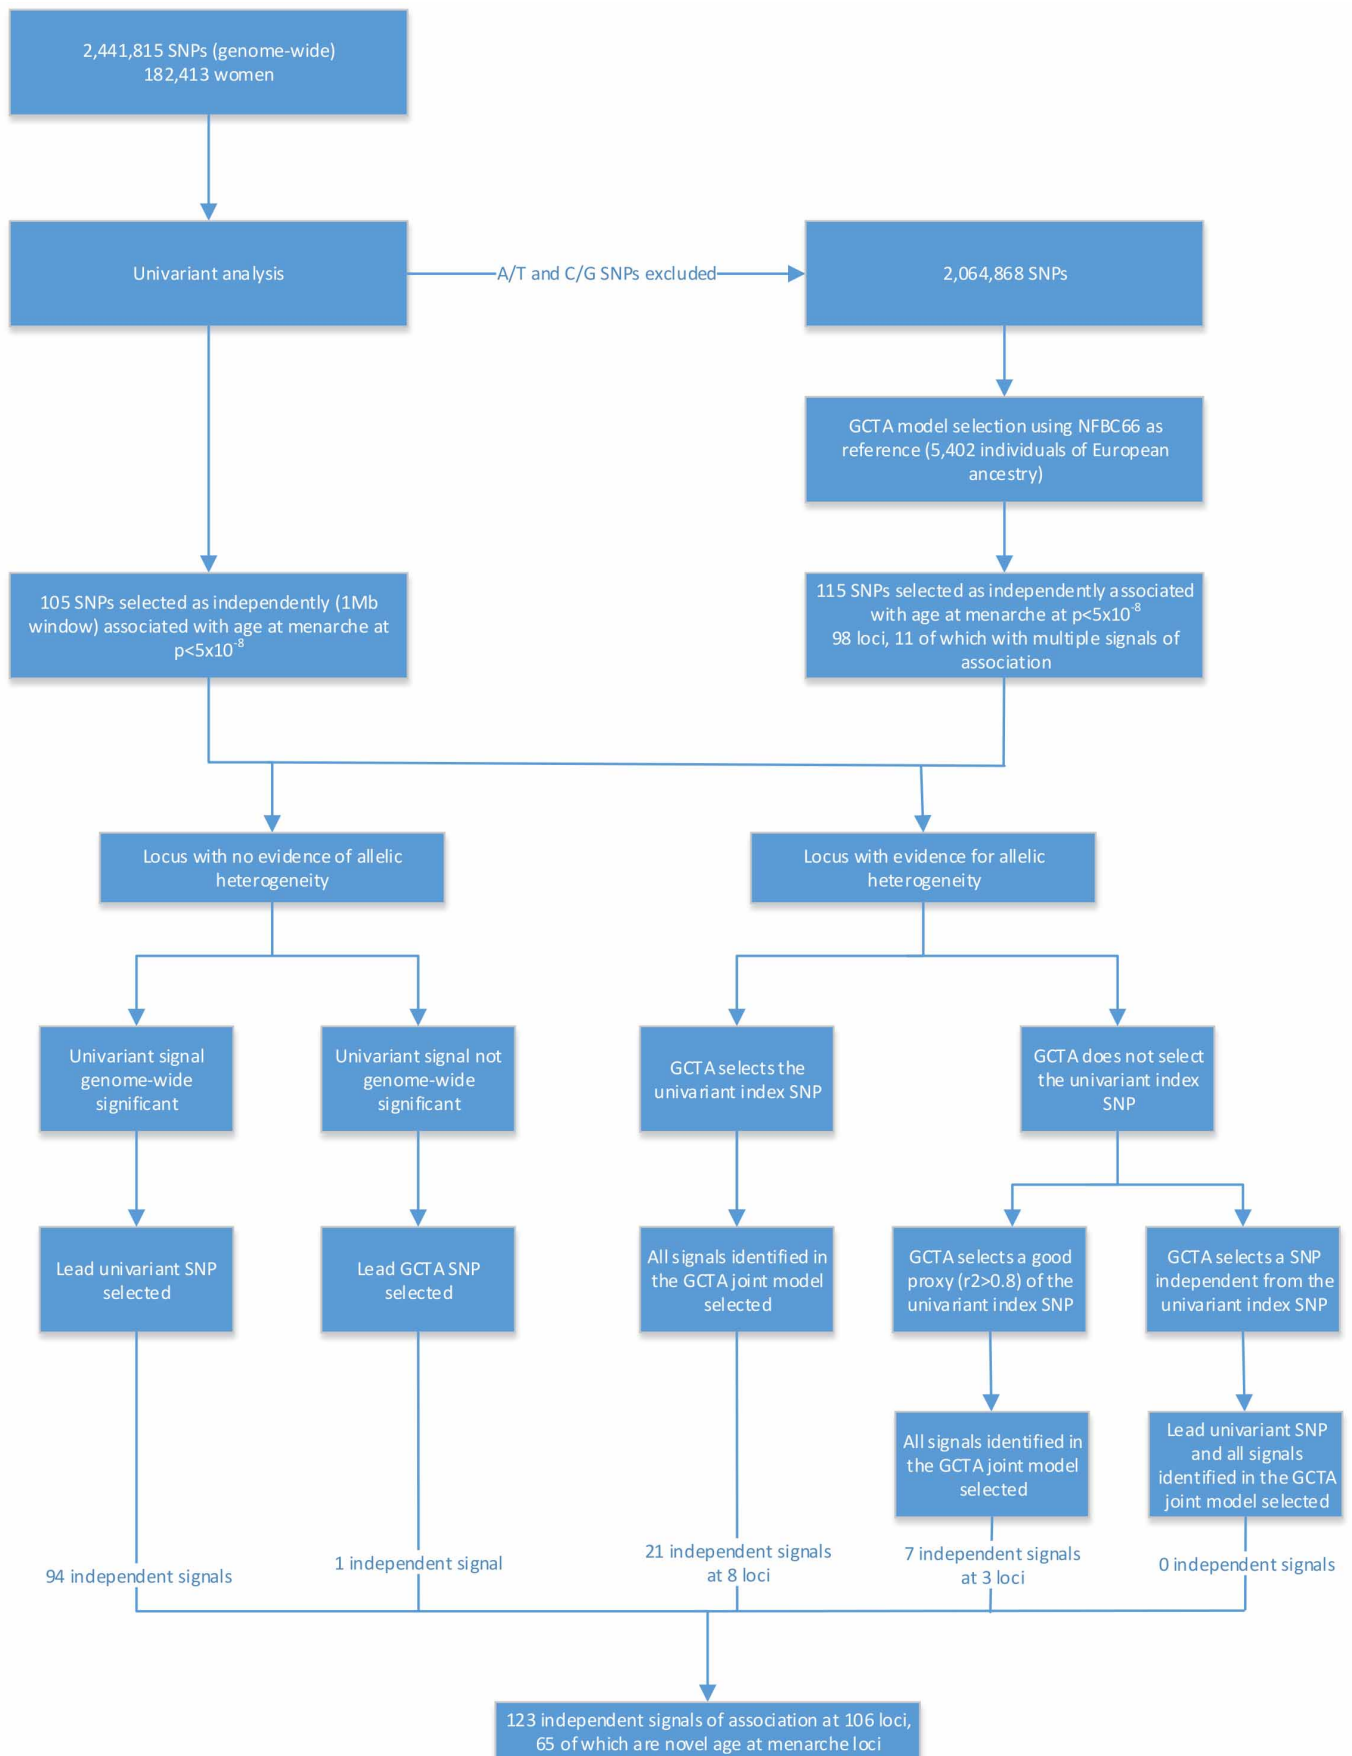 2,441,815 SNPs (genome-wide)
182,413 women
Univariant analysis
A/T and C/G SNPs excluded
2,064,868 SNPs
GCTA model selection using NFBC66 as
reference (5,402 individuals of European
ancestry)
105 SNPs selected as independently (1Mb
window) associated with age at menarche at
p<5x10⁻⁸
115 SNPs selected as independently associated
with age at menarche at p<5x10⁻⁸
98 loci, 11 of which with multiple signals of
association
Locus with no evidence of allelic
heterogeneity
Locus with evidence for allelic
heterogeneity
Univariant signal
genome-wide
significant
Univariant signal not
genome-wide
significant
GCTA selects the
univariant index SNP
GCTA does not select
the univariant index
SNP
Lead univariant SNP
selected
Lead GCTA SNP
selected
All signals identified in
the GCTA joint model
selected
GCTA selects a good
proxy (r2>0.8) of the
univariant index SNP
GCTA selects a SNP
independent from the
univariant index SNP
All signals identified in
the GCTA joint model
selected
Lead univariant SNP
and all signals
identified in the GCTA
joint model selected
94 independent signals
1 independent signal
21 independent signals
at 8 loci
7 independent signals
at 3 loci
0 independent signals
123 independent signals of association at 106 loci,
65 of which are novel age at menarche loci